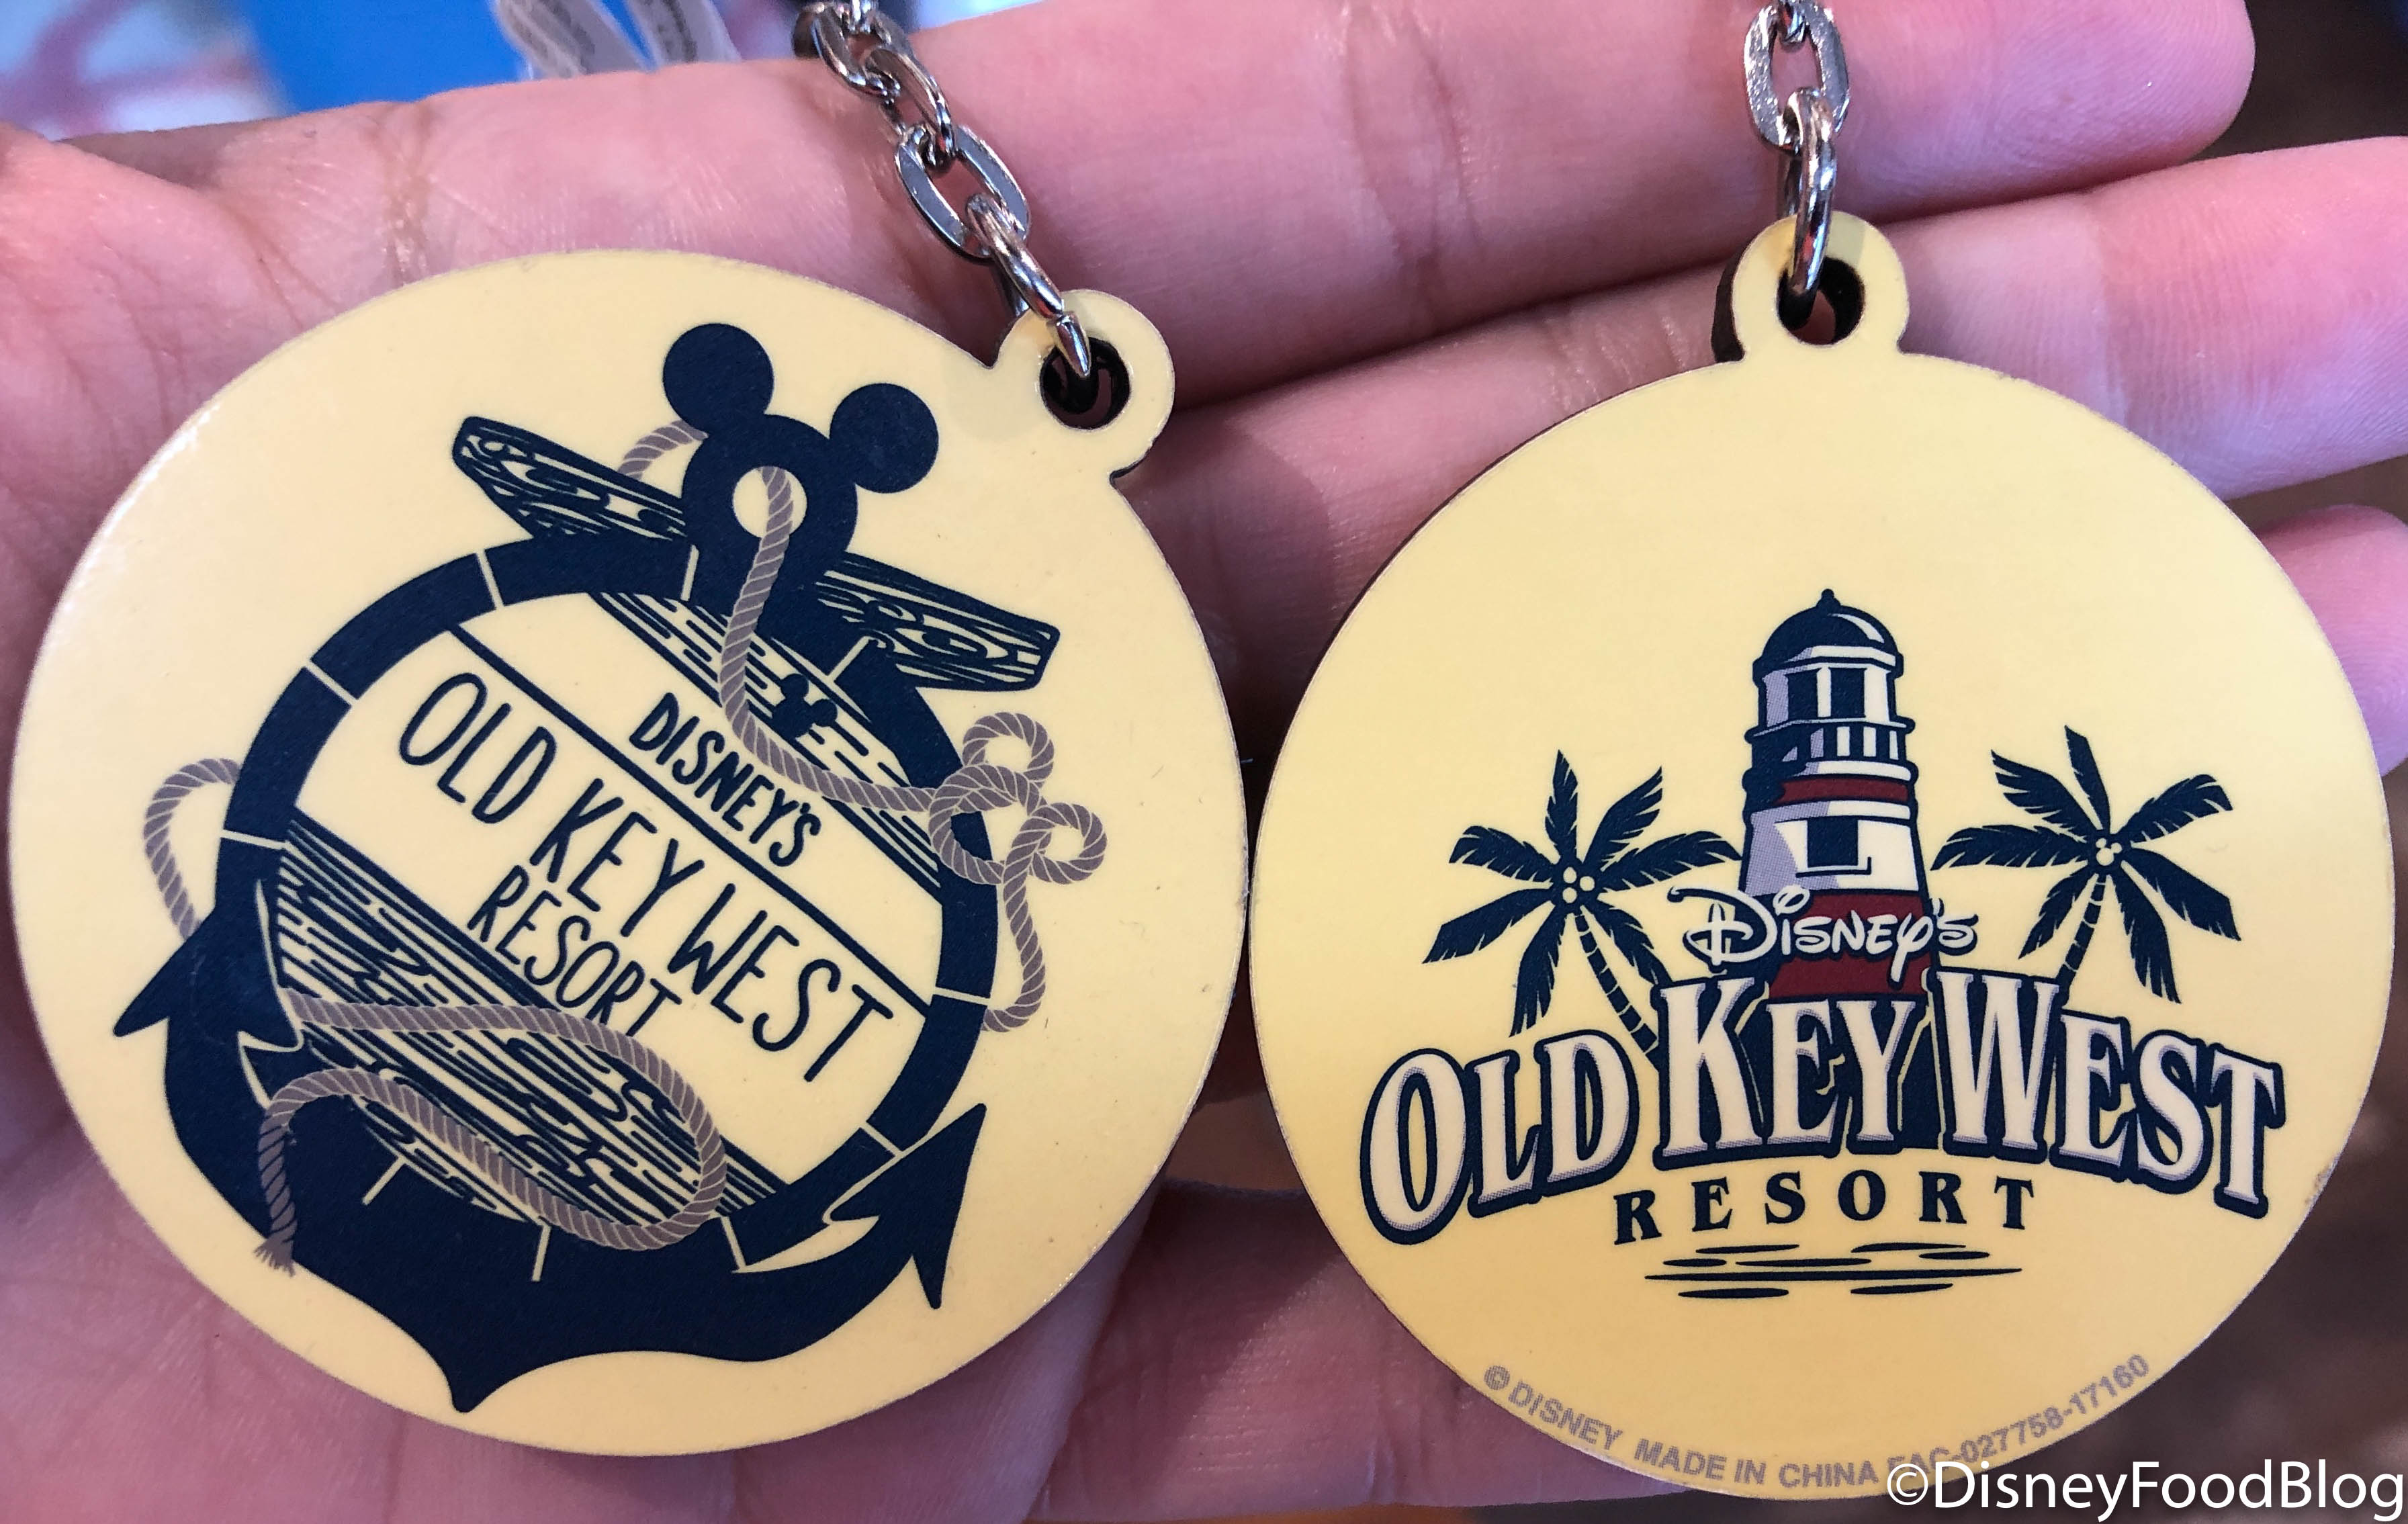 DISNEY'S
OLD KEY WEST
RESORT
Disney's
OLD KEY WEST
RESORT
©DISNEY MADE IN CHINA FAC-027758-17160
©DisneyFoodBlog